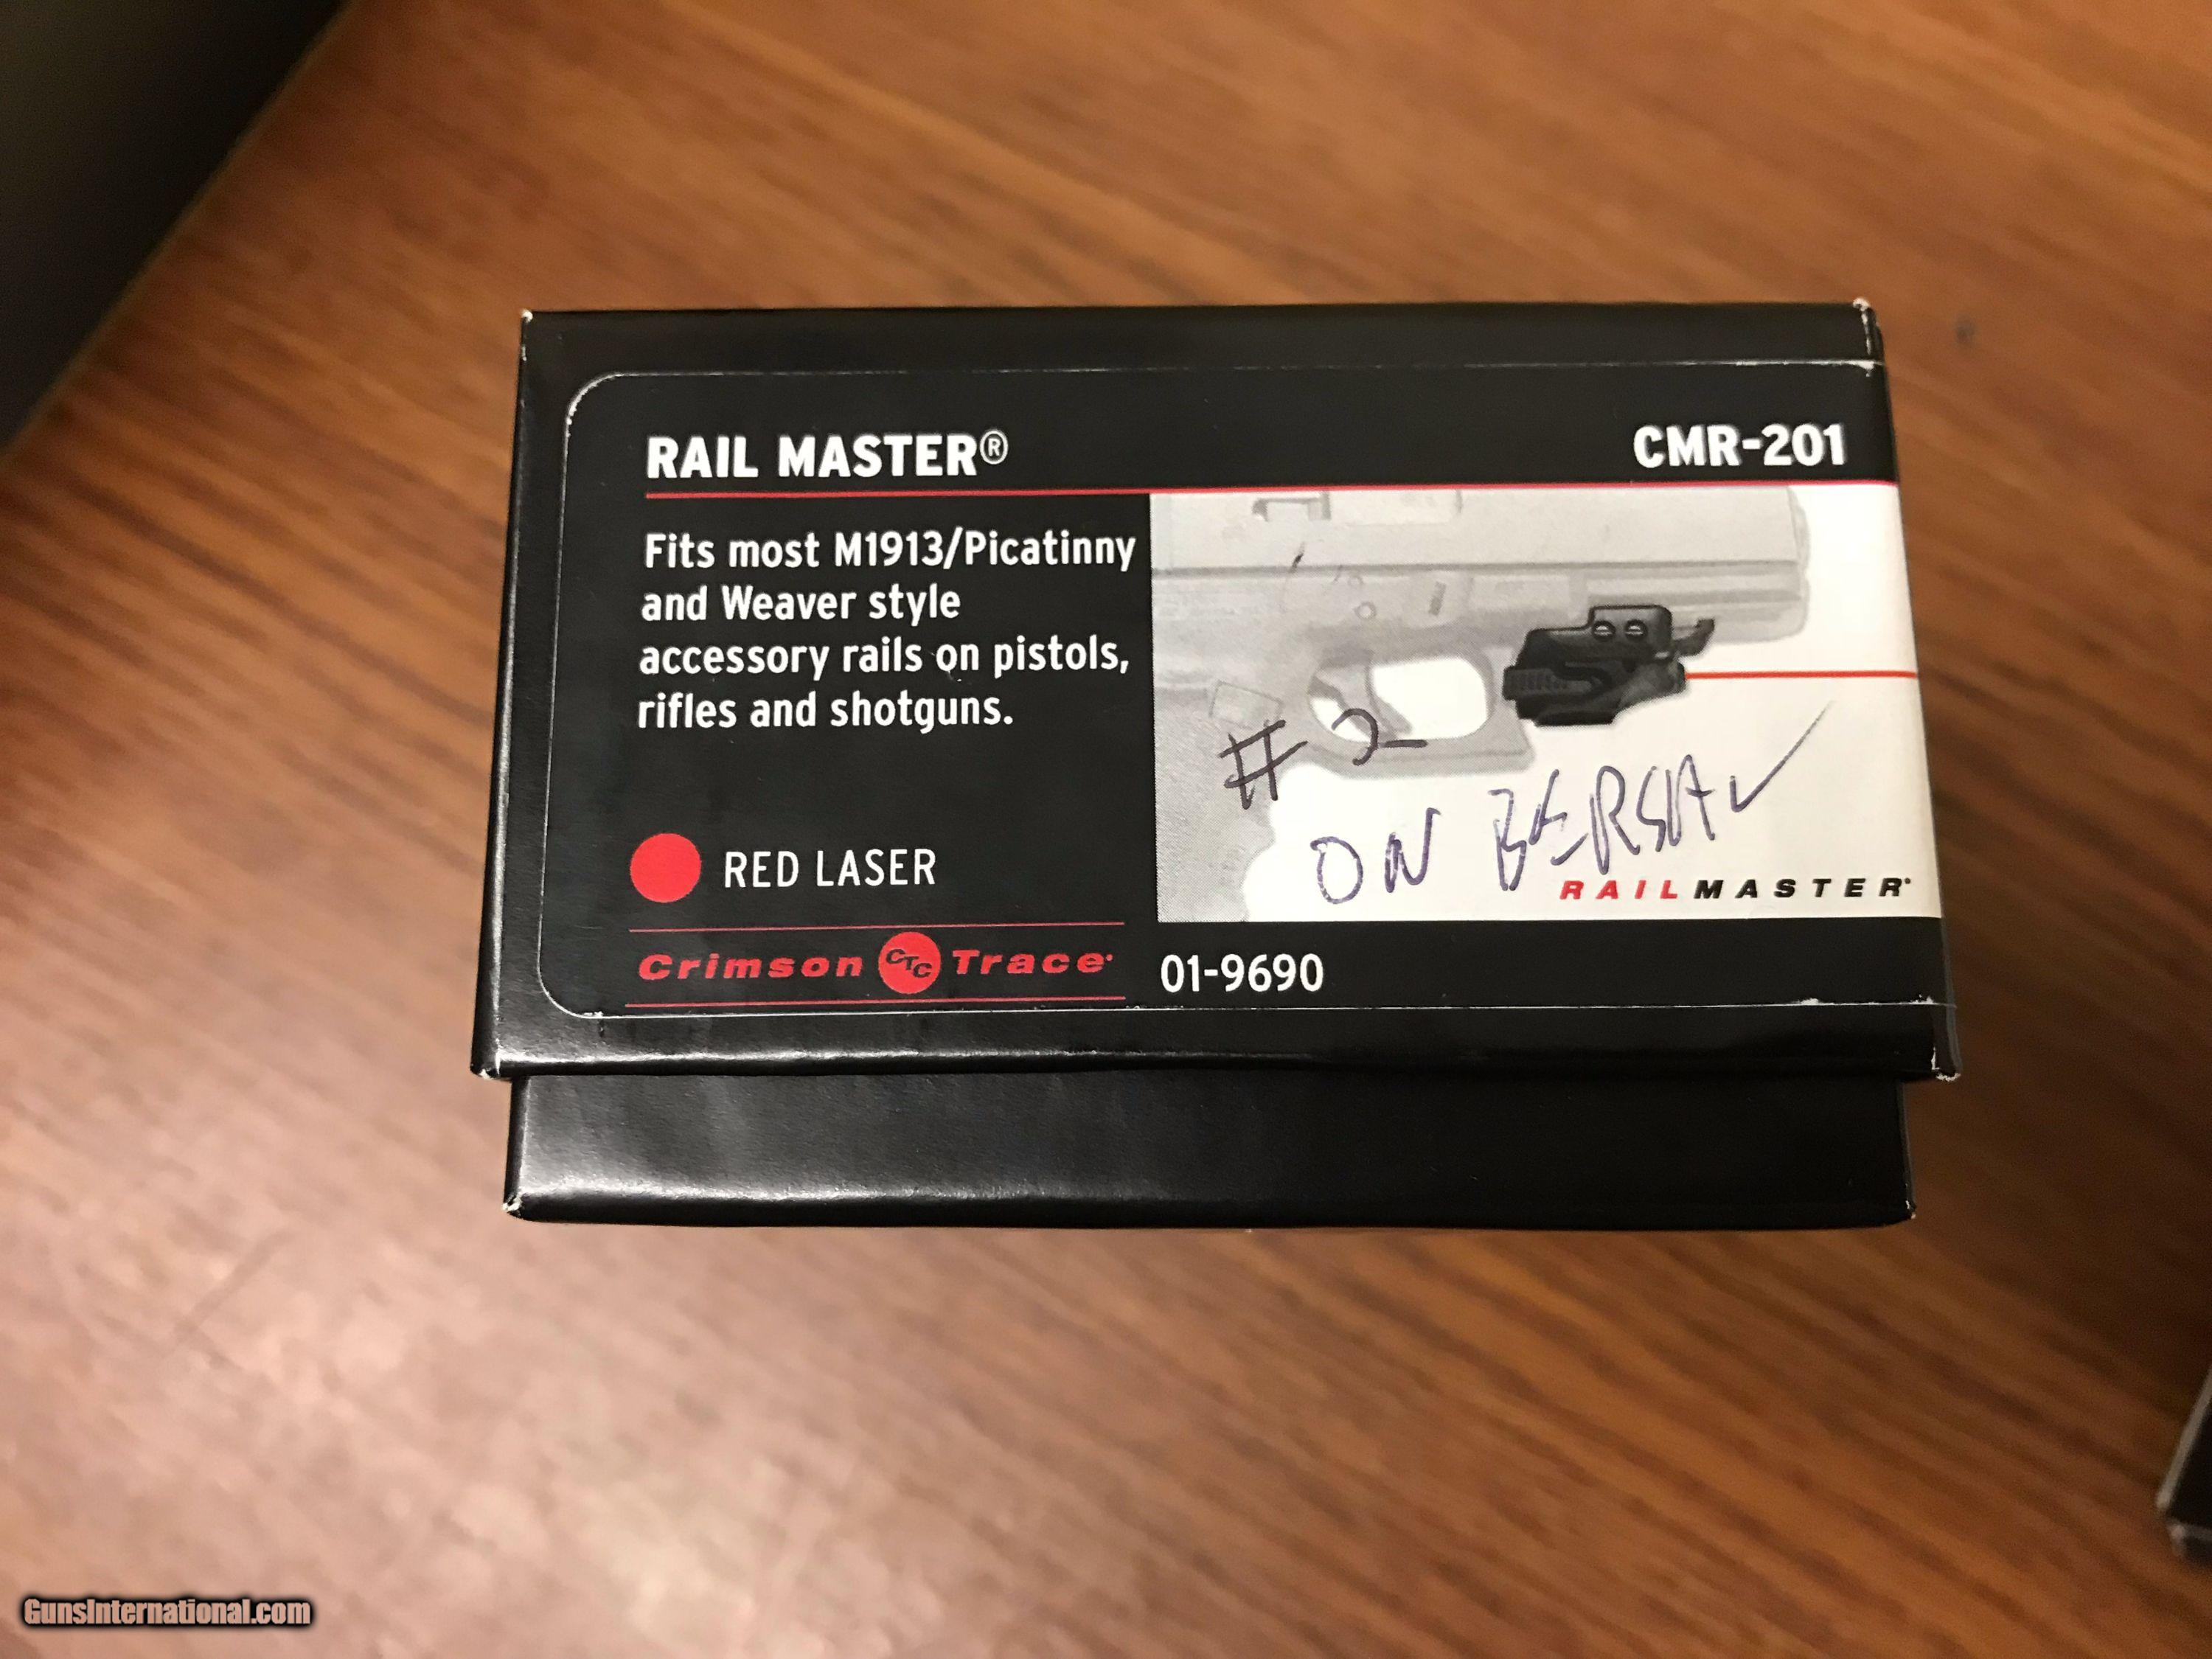 RAIL MASTER®
CMR-201
Fits most M1913/Picatinny
and Weaver style
accessory rails on pistols,
rifles and shotguns.
# 2
ON BERSA ✓
RAILMASTER
RED LASER
Crimson CTC Trace
01-9690
GunsInternational.com